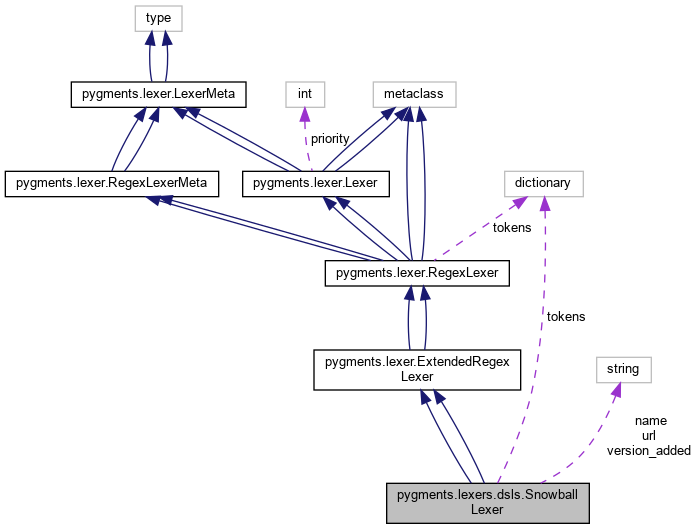 type
pygments.lexer.LexerMeta
int
metaclass
priority
pygments.lexer.RegexLexerMeta
pygments.lexer.Lexer
dictionary
tokens
pygments.lexer.RegexLexer
tokens
pygments.lexer.ExtendedRegex
Lexer
string
name
url
version_added
pygments.lexers.dsls.Snowball
Lexer